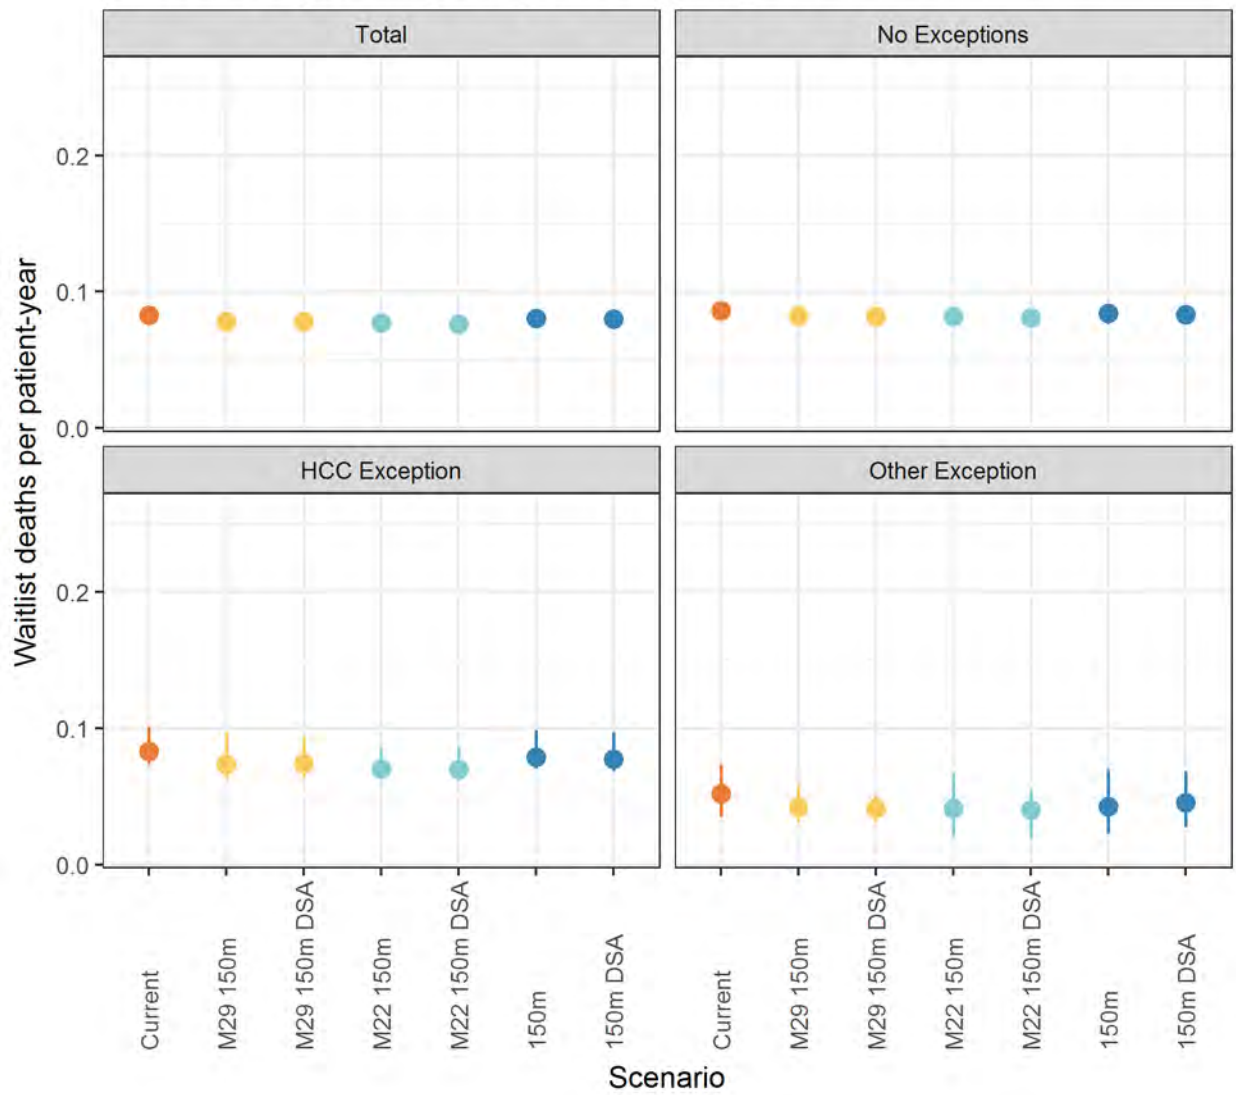 Total
No Exceptions
0.2
0.1
0.0
HCC Exception
Other Exception
0.2
0.1
0.0
Waitlist deaths per patient-year
Current
M29 150m
M29 150m DSA
M22 150m
M22 150m DSA
150m
150m DSA
Current
M29 150m
M29 150m DSA
M22 150m
M22 150m DSA
150m
150m DSA
Scenario